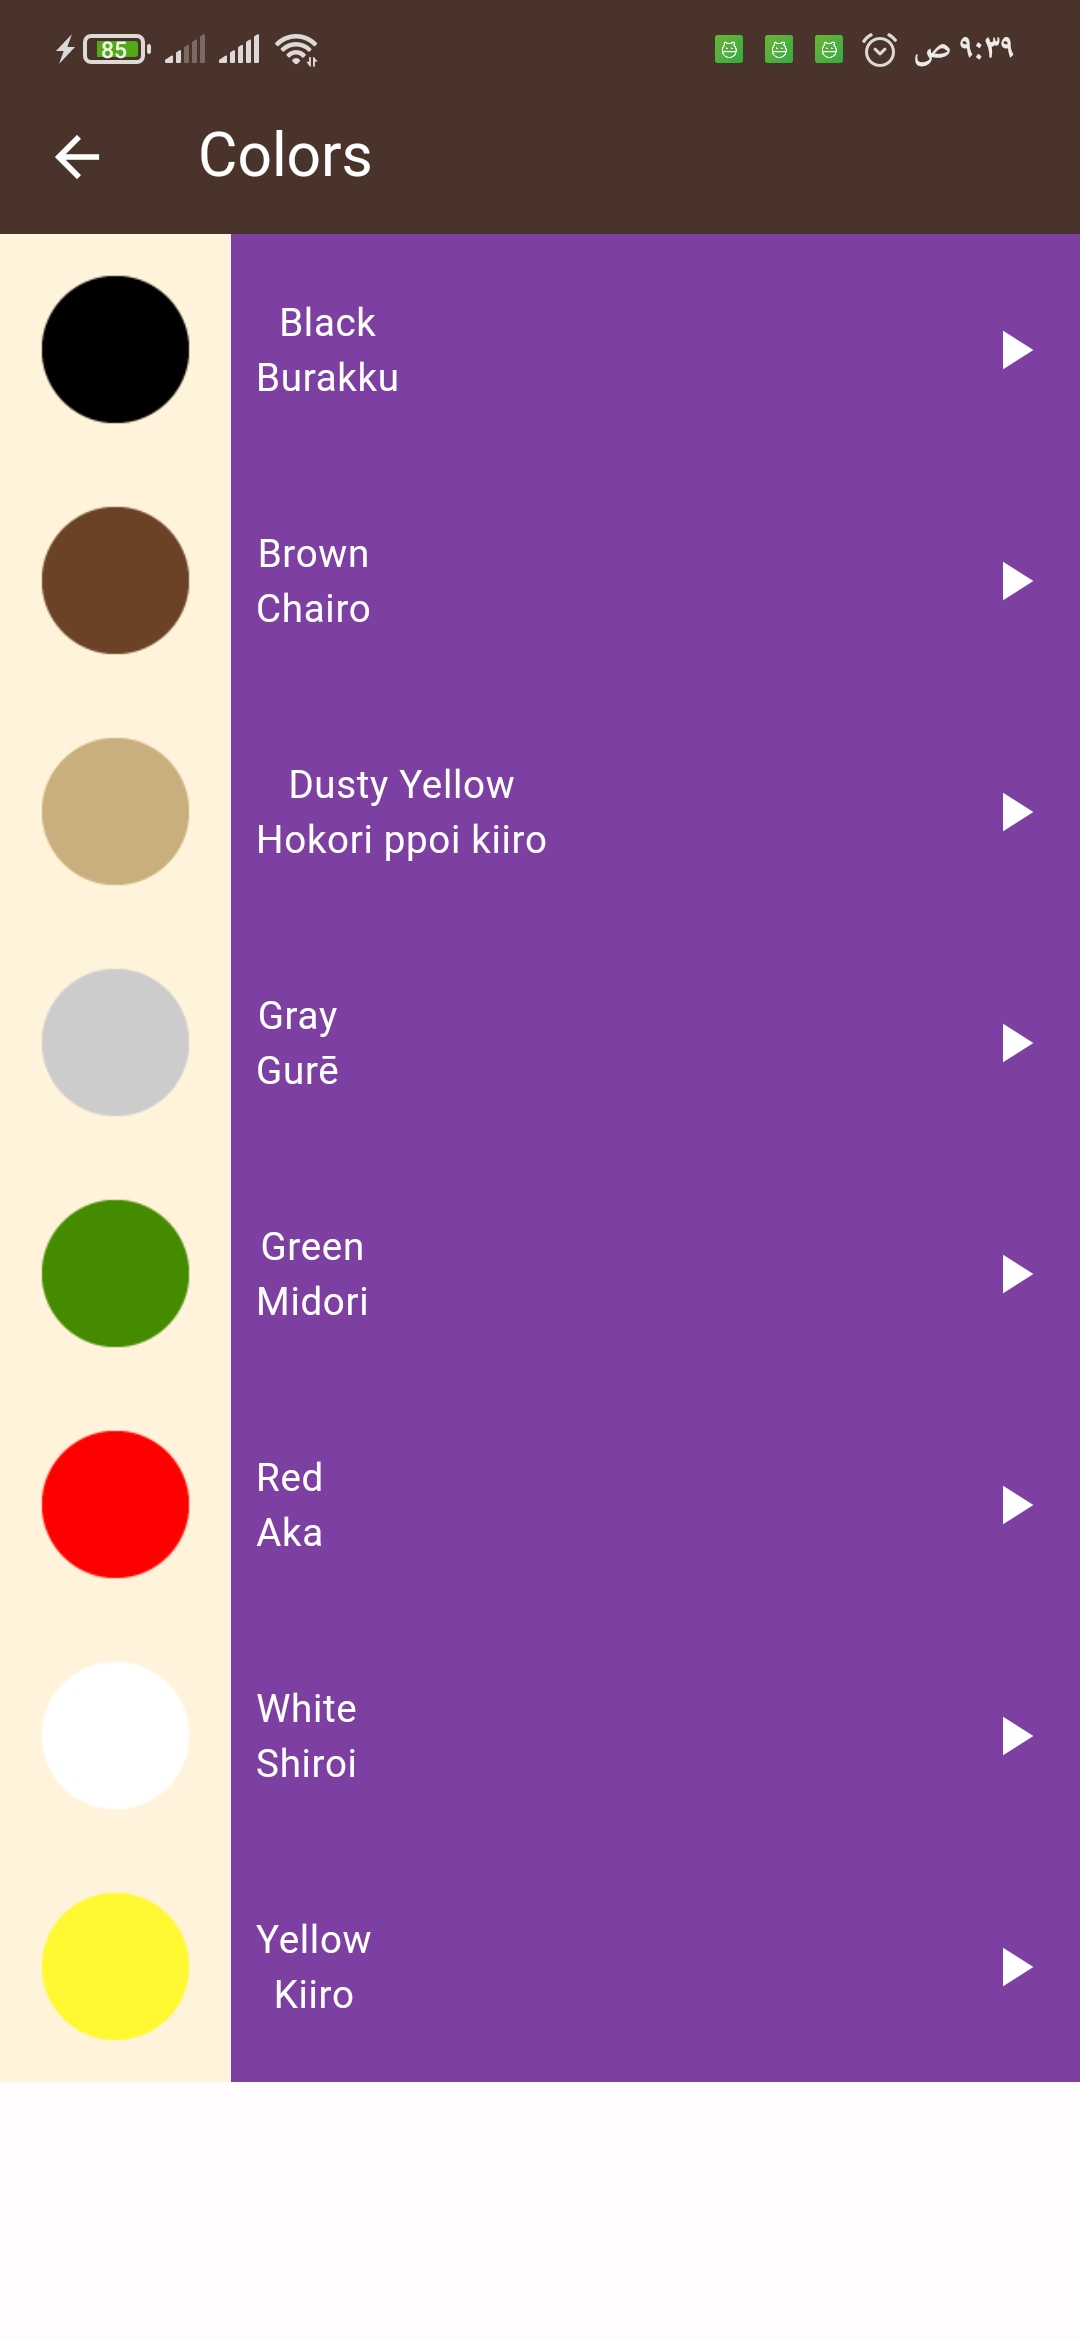 85
٩:٣٩ ص
Colors
Black
Burakku
Brown
Chairo
Dusty Yellow
Hokori ppoi kiiro
Gray
Gurē
Green
Midori
Red
Aka
White
Shiroi
Yellow
Kiiro